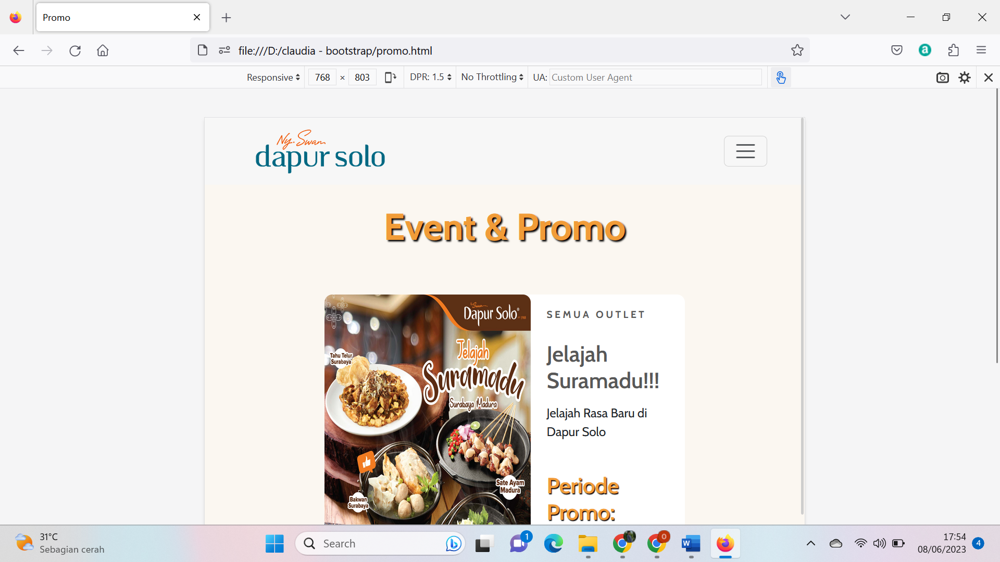 Promo
file:///D:/claudia - bootstrap/promo.html
Responsive 768 × 803 DPR: 1.5 No Throttling UA: Custom User Agent
Ny. Swan
dapur solo
Event & Promo
Ny. Swan
Dapur Solo®
Jelajah
Suramadu
Surabaya Madura
Tahu Telur
Surabaya
Sate Ayam
Madura
Bakwan
Surabaya
SEMUA OUTLET
Jelajah
Suramadu!!!
Jelajah Rasa Baru di
Dapur Solo
Periode
Promo:
31°C
Sebagian cerah
Search
1
0
17:54
08/06/2023
4